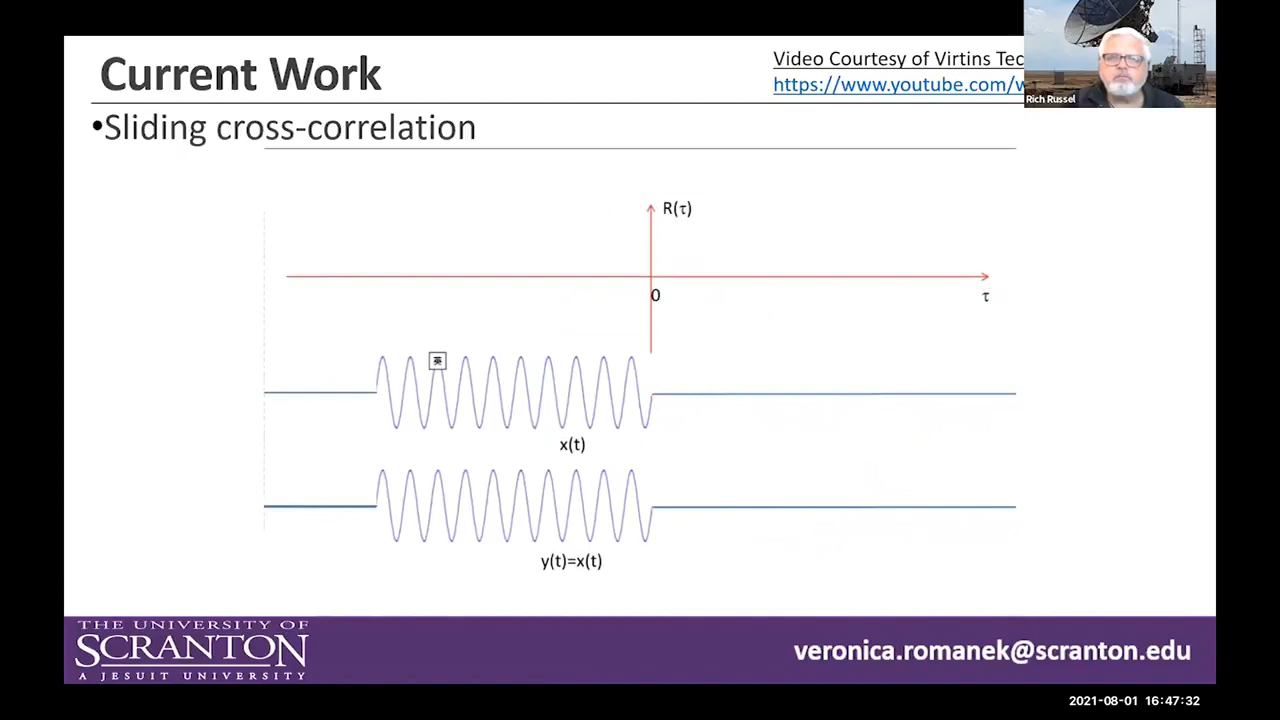 Current Work
Video Courtesy of Virtins Tec
https://www.youtube.com/w
Rich Russel
•Sliding cross-correlation
R(τ)
0
τ
英
x(t)
y(t)=x(t)
THE UNIVERSITY OF
SCRANTON
A JESUIT UNIVERSITY
veronica.romanek@scranton.edu
2021-08-01 16:47:32